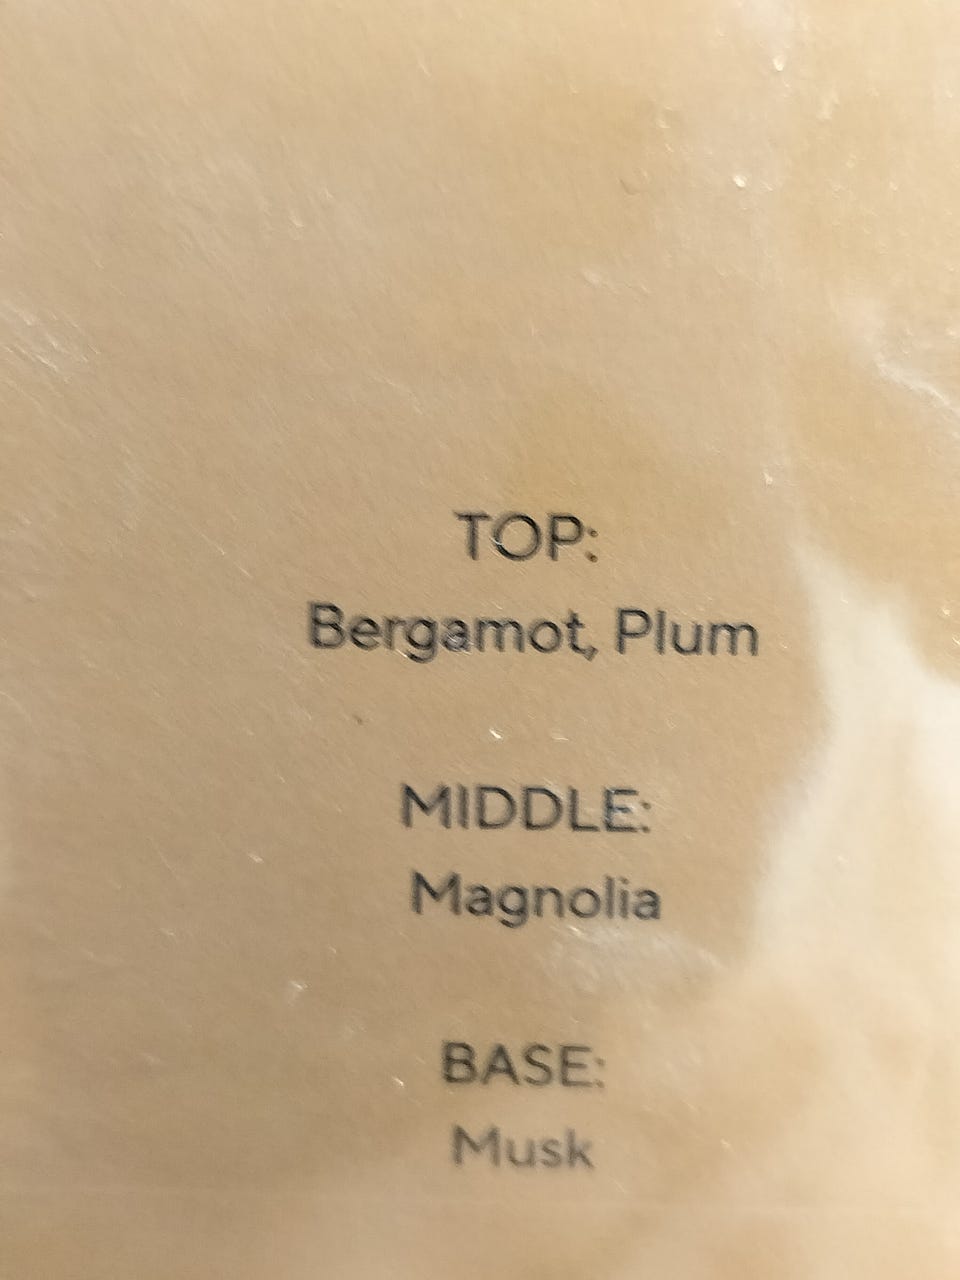 TOP:
Bergamot, Plum
MIDDLE:
Magnolia
BASE:
Musk